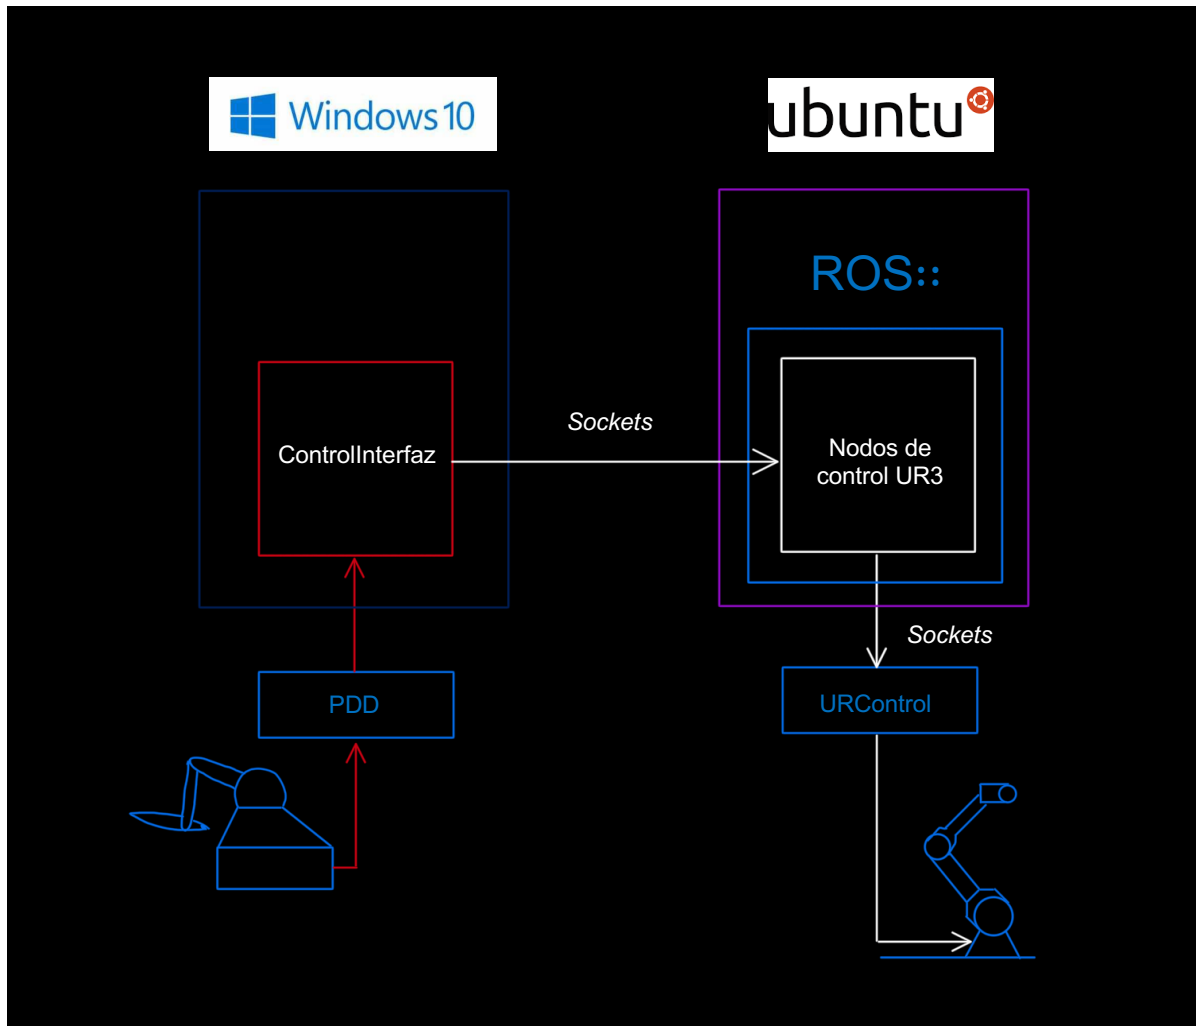 Windows 10
ubuntu
ROS::
Sockets
ControlInterfaz
Nodos de
control UR3
Sockets
PDD
URControl